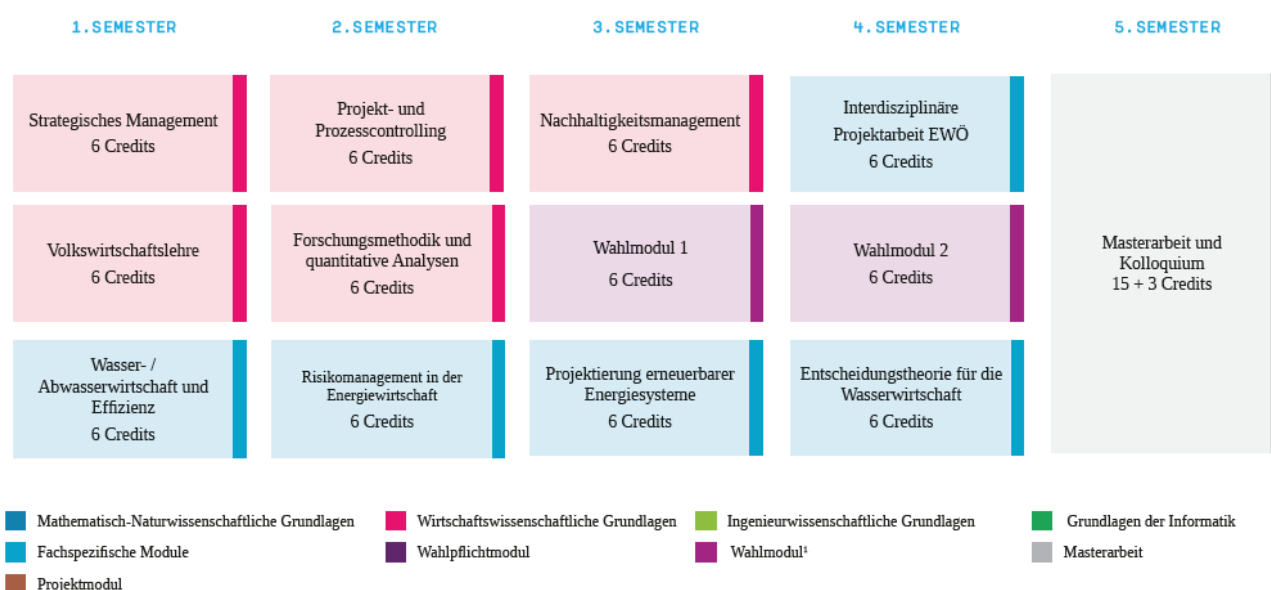 1.SEMESTER
2.SEMESTER
3.SEMESTER
4.SEMESTER
5.SEMESTER
Strategisches Management
6 Credits
Projekt- und
Prozesscontrolling
6 Credits
Nachhaltigkeitsmanagement
6 Credits
Interdisziplinäre
Projektarbeit EWÖ
6 Credits
Volkswirtschaftslehre
6 Credits
Forschungsmethodik und
quantitative Analysen
6 Credits
Wahlmodul 1
6 Credits
Wahlmodul 2
6 Credits
Masterarbeit und
Kolloquium
15 + 3 Credits
Wasser- /
Abwasserwirtschaft und
Effizienz
6 Credits
Risikomanagement in der
Energiewirtschaft
6 Credits
Projektierung erneuerbarer
Energiesysteme
6 Credits
Entscheidungstheorie für die
Wasserwirtschaft
6 Credits
Mathematisch-Naturwissenschaftliche Grundlagen
Wirtschaftswissenschaftliche Grundlagen
Ingenieurwissenschaftliche Grundlagen
Grundlagen der Informatik
Fachspezifische Module
Wahlpflichtmodul
Wahlmodul¹
Masterarbeit
Projektmodul